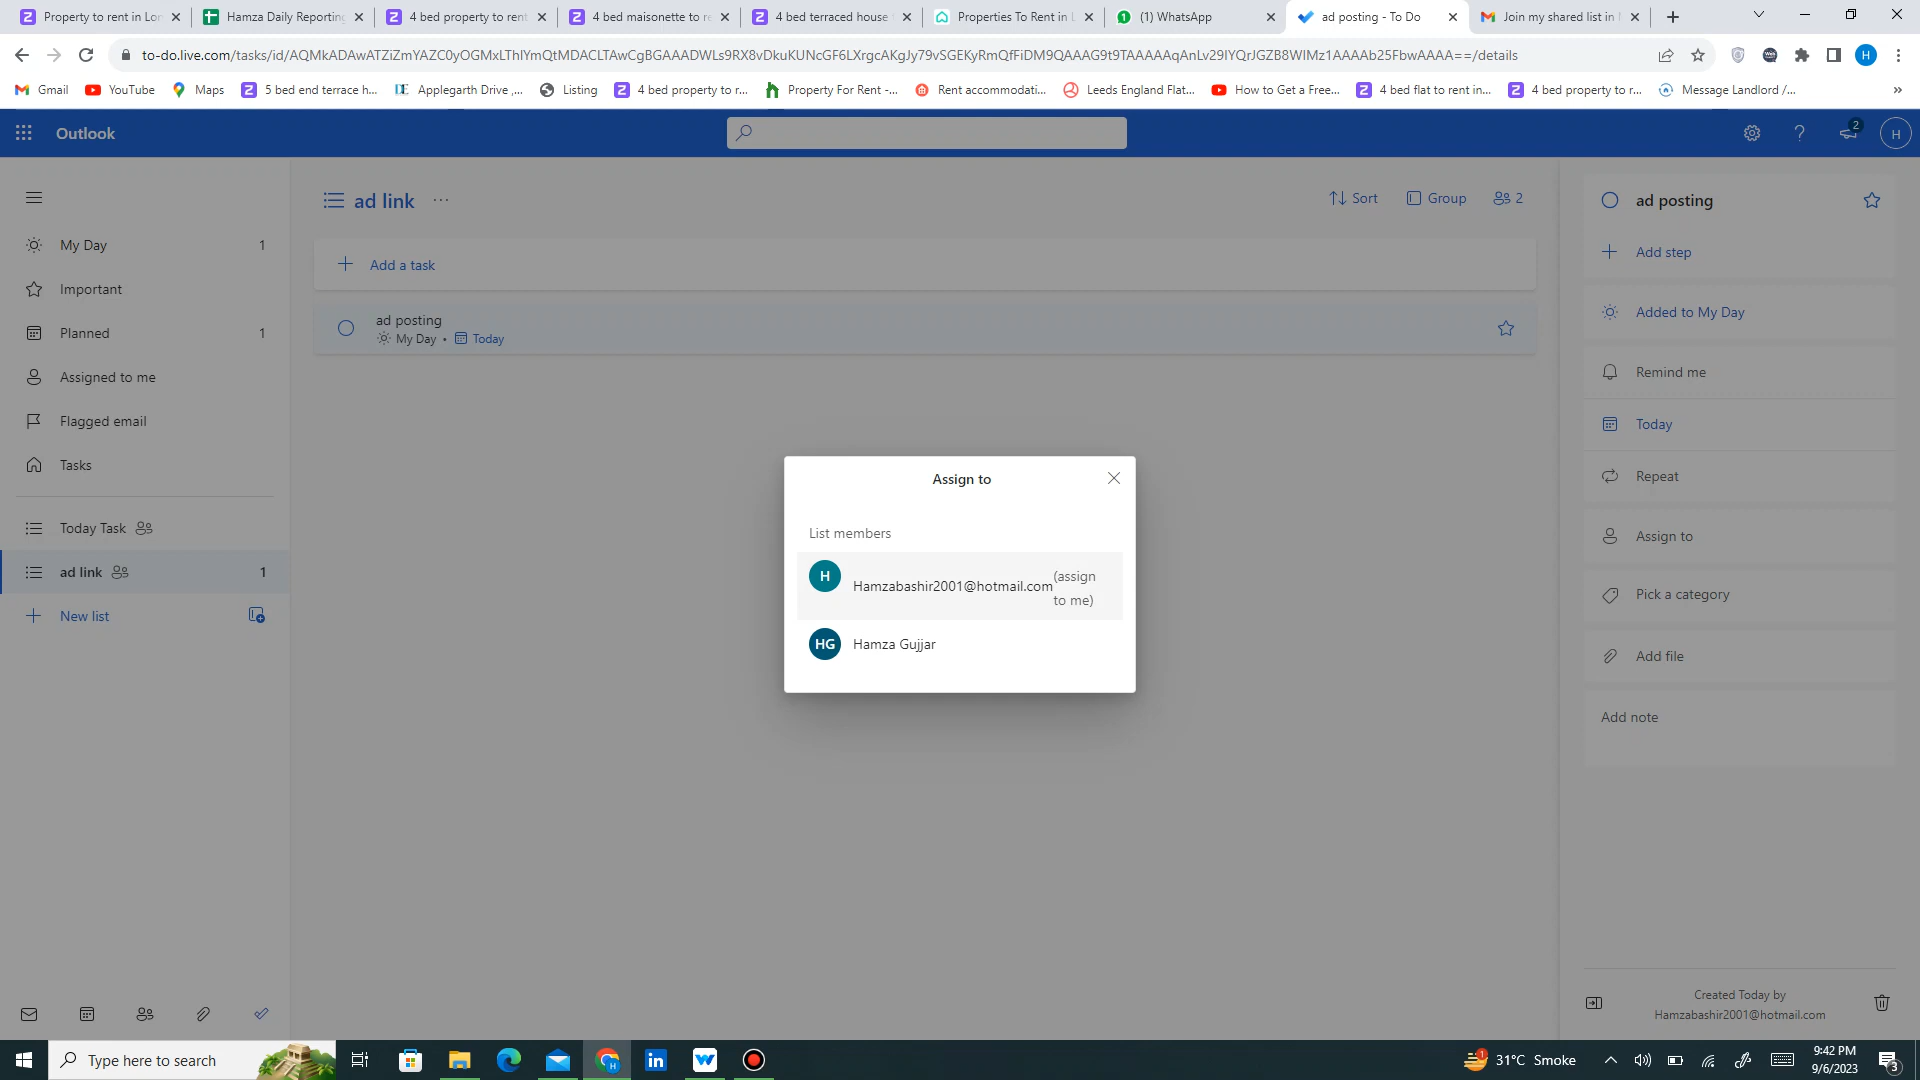 Property to rent in Lon
Hamza Daily Reporting
4 bed property to rent
4 bed maisonette to re
4 bed terraced house
Properties To Rent in L
(1) WhatsApp
ad posting - To Do
Join my shared list in
to-do.live.com/tasks/id/AQMkADAwATZiZmYAZC0yOGMxLThlYmQtMDACLTAwCgBGAAADWLs9RX8vDkuKUNcGF6LXrgcAKgJy79vSGEKyRmQfFiDM9QAAAG9t9TAAAAAqAnLv29IYQrJGZB8WIMz1AAAAb25FbwAAAA==/details
H
Gmail
YouTube
Maps
5 bed end terrace h...
Applegarth Drive ,...
Listing
4 bed property to r...
Property For Rent -...
Rent accommodati...
Leeds England Flat...
How to Get a Free...
4 bed flat to rent in...
4 bed property to r...
Message Landlord /...
Outlook
2
H
ad link
Sort
Group
2
ad posting
My Day 1
Add a task
Add step
Important
ad posting
My Day • Today
Added to My Day
Planned 1
Remind me
Assigned to me
Today
Flagged email
Tasks
Repeat
Assign to
List members
Today Task
Assign to
H
Hamzabashir2001@hotmail.com
(assign
to me)
ad link 1
Pick a category
New list
HG
Hamza Gujjar
Add file
Add note
Created Today by
Hamzabashir2001@hotmail.com
Type here to search
1
31°C Smoke
9:42 PM
9/6/2023
3